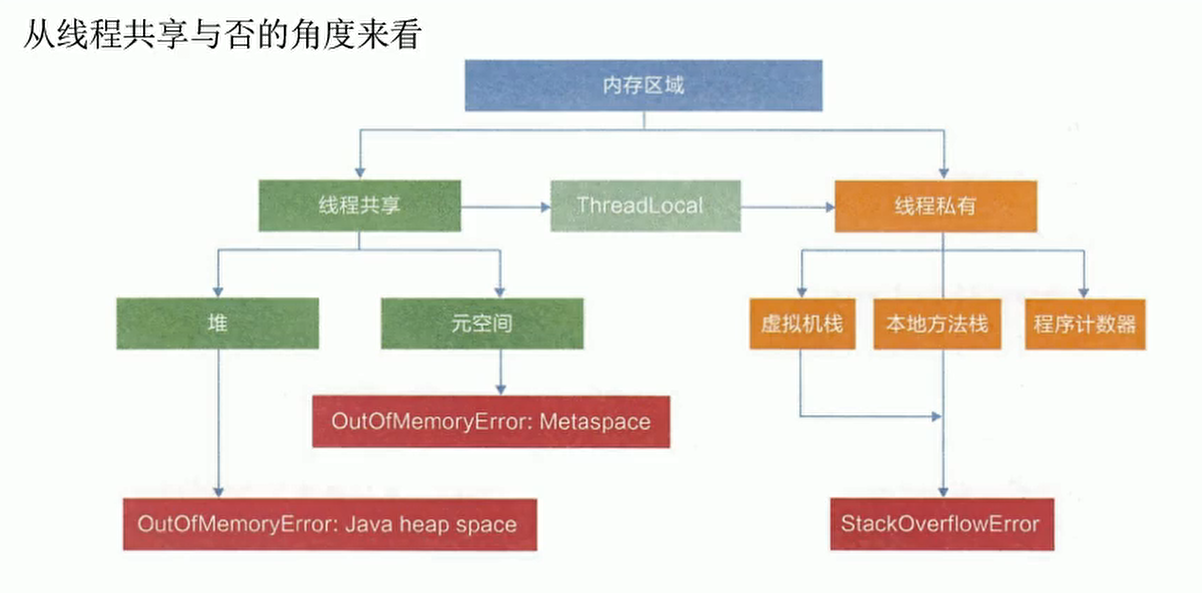 从线程共享与否的角度来看
内存区域
线程共享
ThreadLocal
线程私有
堆
元空间
虚拟机栈
本地方法栈
程序计数器
OutOfMemoryError: Metaspace
OutOfMemoryError: Java heap space
StackOverflowError